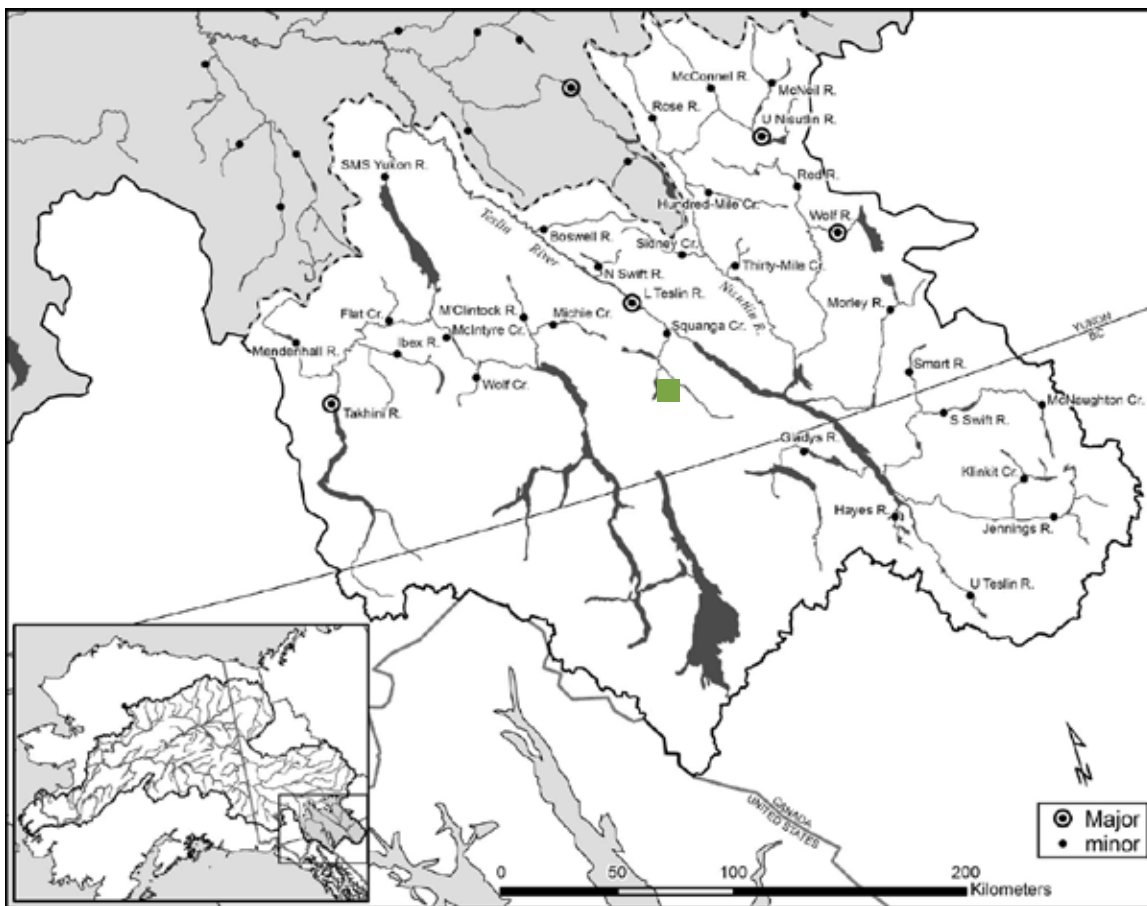 McConnel R.
McNeil R.
Rose R.
U Nisutlin R.
SMS Yukon R.
Red R.
Hundred-Mile Cr.
Wolf R.
Teslin
River
Boswell R.
Sidney Cr.
N Swift R.
Thirty-Mile Cr.
Nisutlin R.
L Teslin R.
Morley R.
Flat Cr.
M'Clintock R.
Michie Cr.
Squanga Cr.
McIntyre Cr.
YUKON
BC
Mendenhall R.
Ibex R.
Wolf Cr.
Smart R.
Takhini R.
S Swift R.
McNaughton Cr.
Gladys R.
Klinkit Cr.
Hayes R.
Jennings R.
U Teslin R.
N
CANADA
UNITED STATES
Major
minor
0 50 100 200
Kilometers